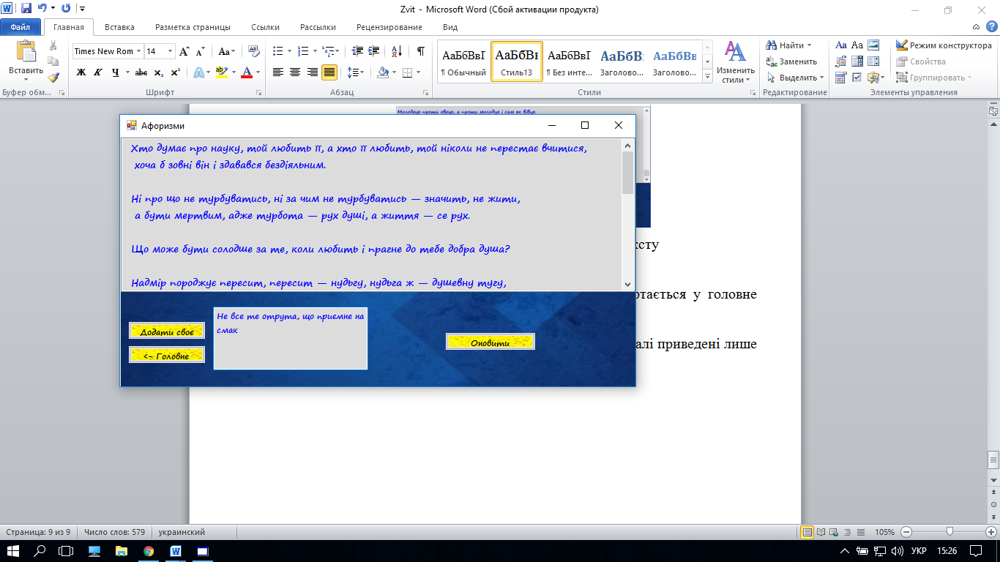 Zvit - Microsoft Word (Сбой активации продукта)
Файл Главная Вставка Разметка страницы Ссылки Рассылки Рецензирование Вид
Вставить
Times New Rom 14
Ж К Ч abc x₂ x²
АаБбВвГ АаБбВв АаБбВвГ АаБбВ АаБбВв
¶ Обычный Стиль13 ¶ Без инте... Заголово... Заголово...
Изменить стили
Найти
Заменить
Выделить
Режим конструктора
Свойства
Группировать
Буфер обм... Шрифт Абзац Стили Редактирование Элементы управления
Молодець проти овець, а проти молодця і сам як вівця.
Афоризми
Хто думає про науку, той любить її, а хто її любить, той ніколи не перестає вчитися,
хоча б зовні він і здавався бездіяльним.
Ні про що не турбуватись, ні за чим не турбуватись — значить, не жити,
а бути мертвим, адже турбота — рух душі, а життя — се рух.
Що може бути солодше за те, коли любить і прагне до тебе добра душа?
Надмір породжує пересит, пересит — нудьгу, нудьга ж — душевну тугу,
Додати своє
<- Головне
Не все те отрута, що приємне на
смак
Оновити
ксту
ртається у головне
алі приведені лише
Страница: 9 из 9 Число слов: 579 украинский 105%
УКР 15:26